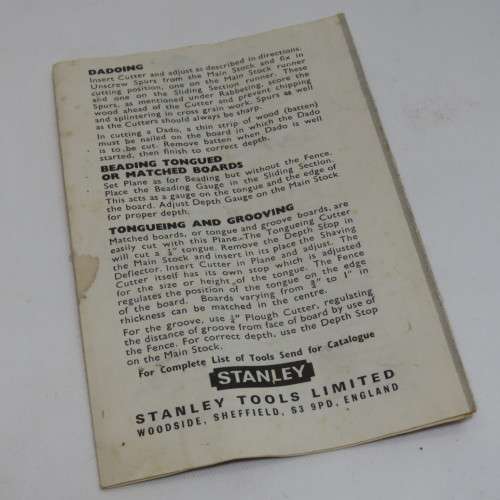 DADOING
Insert Cutter and adjust as described in directions.
Unscrew Spurs from the Main Stock and fix in
cutting position, one on the Main Stock runner
and one on the Sliding Section runner. These
Spurs, as mentioned under Rabbeting, score the
wood ahead of the Cutter and prevent chipping
and splintering in cross grain work. Spurs as well
as the Cutters should always be sharp.
In cutting a Dado, a thin strip of wood (batten)
must be nailed on the board in which the Dado
is to be cut. Remove batten when Dado is well
started, then finish to correct depth.
BEADING TONGUED
OR MATCHED BOARDS
Set Plane as for Beading but without the Fence.
Place the Beading Gauge in the Sliding Section.
This acts as a gauge on the tongue and the edge of
the board. Adjust Depth Gauge on the Main Stock
for proper depth.
TONGUEING AND GROOVING
Matched boards, or tongue and groove boards, are
easily cut with this Plane. The Tongueing Cutter
will cut a ¼" tongue. Remove the Depth Stop in
the Main Stock and insert in its place the Shaving
Deflector. Insert Cutter in Plane and adjust. The
Cutter itself has its own stop which is adjusted
for the size or height of the tongue. The Fence
regulates the position of the tongue on the edge
of the board. Boards varying from to 1" in
thickness can be matched in the centre.
For the groove, use ¼" Plough Cutter, regulating
the distance of groove from face of board by use of
the Fence. For correct depth, use the Depth Stop
on the Main Stock.
For Complete List of Tools Send for Catalogue
STANLEY
STANLEY TOOLS LIMITED
WOODSIDE, SHEFFIELD, S3 9PD, ENGLAND